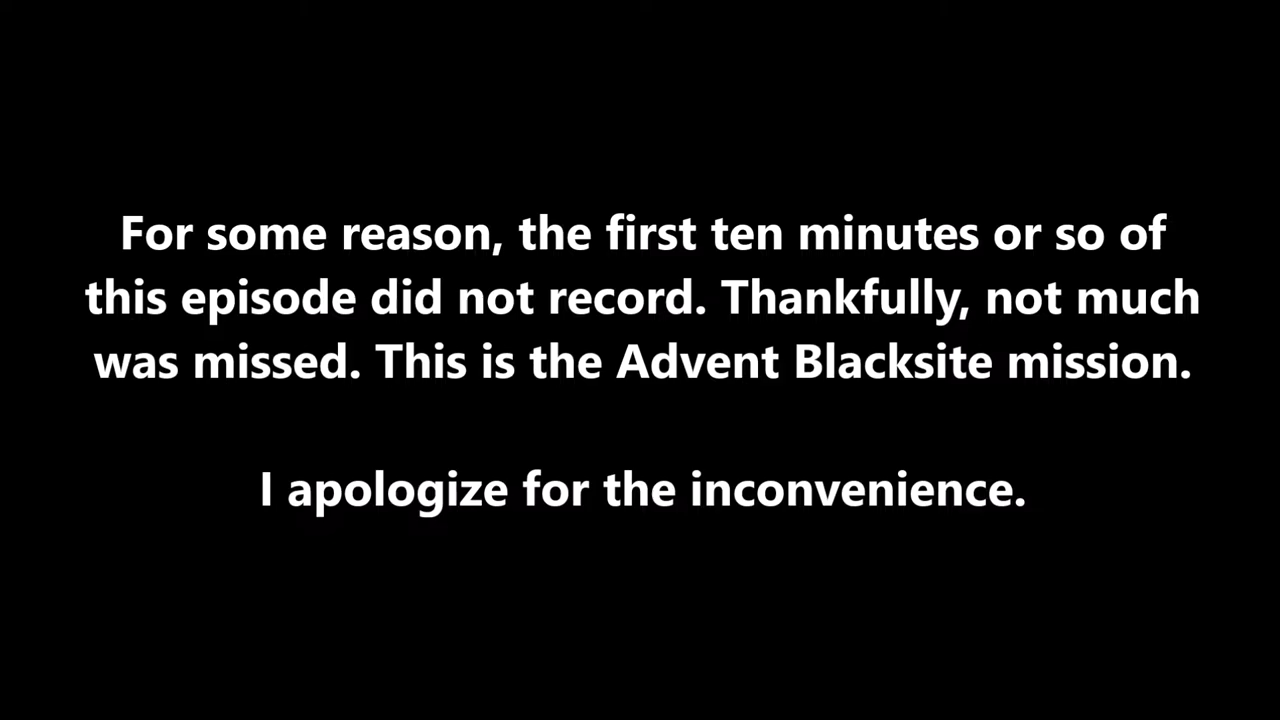 For some reason, the first ten minutes or so of
this episode did not record. Thankfully, not much
was missed. This is the Advent Blacksite mission.
I apologize for the inconvenience.